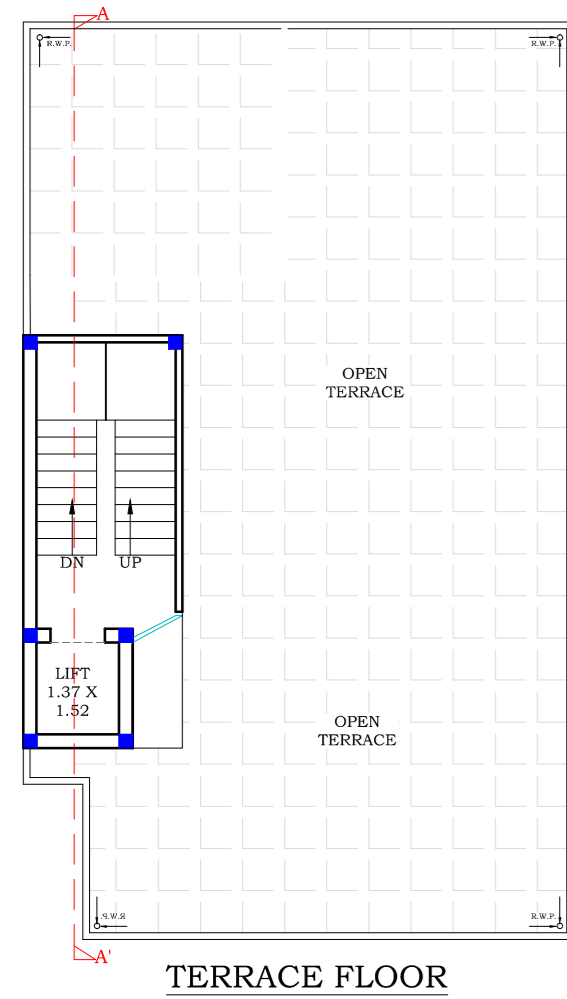 A
R.W.P.
R.W.P.
OPEN
TERRACE
DN
UP
LIFT
1.37 X
1.52
OPEN
TERRACE
R.W.P.
R.W.P.
A'
TERRACE FLOOR